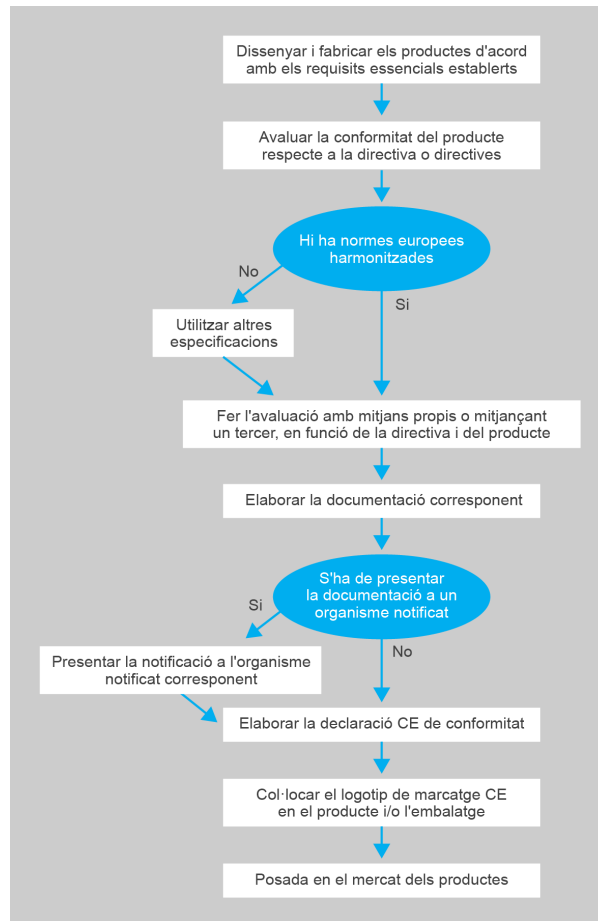 Dissenyar i fabricar els productes d'acord
amb els requisits essencials establerts
Avaluar la conformitat del producte
respecte a la directiva o directives
Hi ha normes europees
harmonitzades
No
Si
Utilitzar altres
especificacions
Fer l'avaluació amb mitjans propis o mitjançant
un tercer, en funció de la directiva i del producte
Elaborar la documentació corresponent
S'ha de presentar
la documentació a un
organisme notificat
Si
No
Presentar la notificació a l'organisme
notificat corresponent
Elaborar la declaració CE de conformitat
Col·locar el logotip de marcatge CE
en el producte i/o l'embalatge
Posada en el mercat dels productes